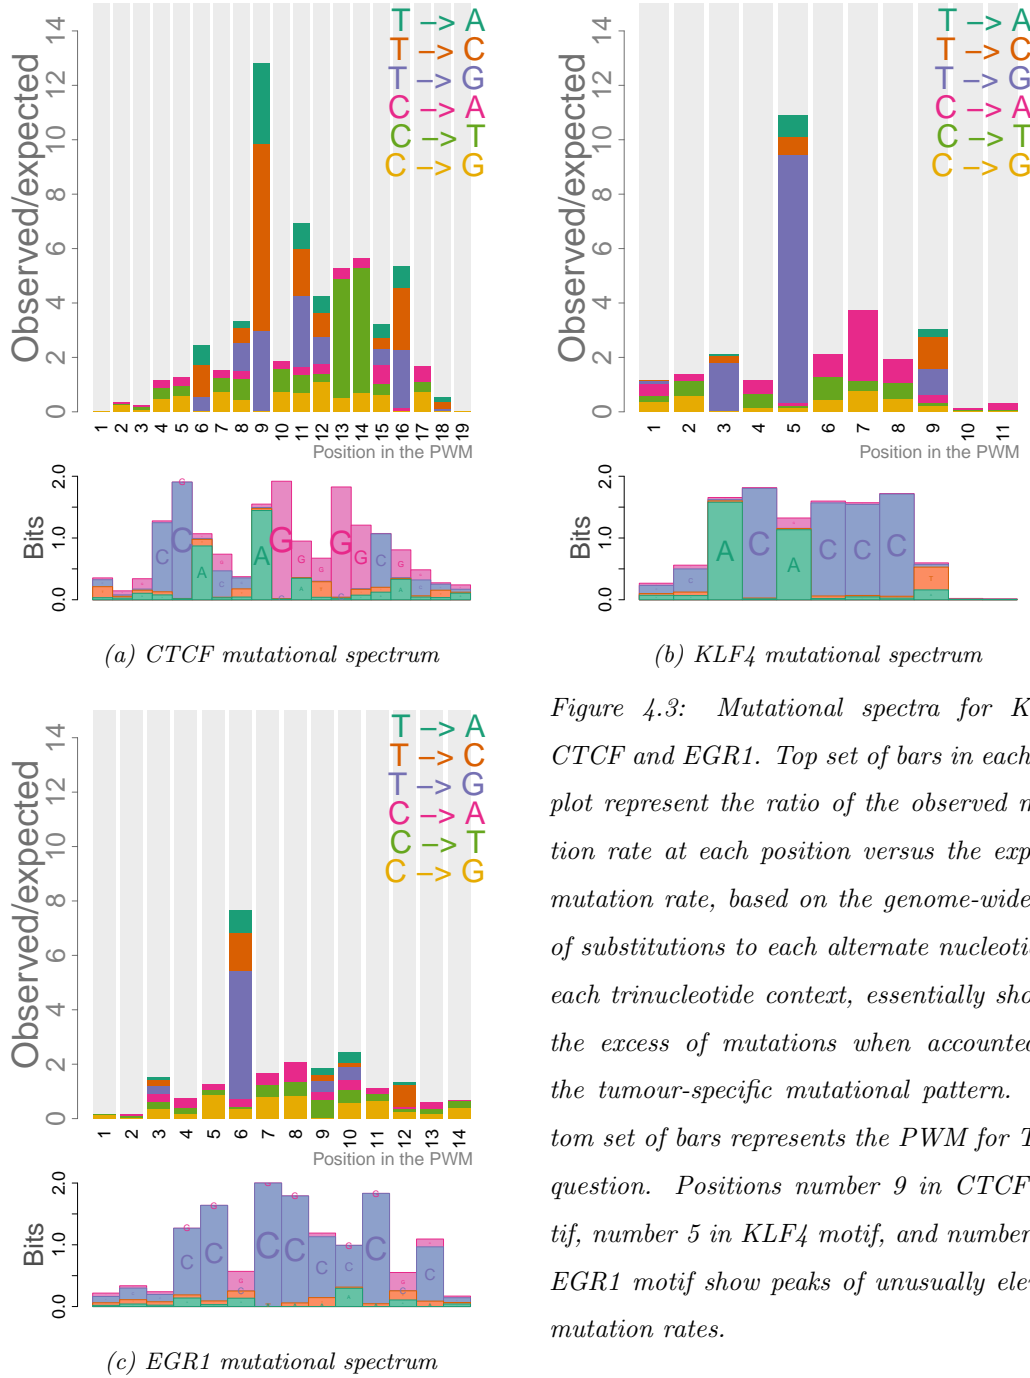 T −> A
T −> C
T −> G
C −> A
C −> T
C −> G
Observed/expected
0 2 4 6 8 10 12 14
1 2 3 4 5 6 7 8 9 10 11 12 13 14 15 16 17 18 19
Position in the PWM
Bits
0.0 1.0 2.0
C C G A C A G G G G G C A
(a) CTCF mutational spectrum
T −> A
T −> C
T −> G
C −> A
C −> T
C −> G
Observed/expected
0 2 4 6 8 10 12 14
1 2 3 4 5 6 7 8 9 10 11
Position in the PWM
Bits
0.0 1.0 2.0
C A C A C C C T
(b) KLF4 mutational spectrum
T −> A
T −> C
T −> G
C −> A
C −> T
C −> G
Observed/expected
0 2 4 6 8 10 12 14
1 2 3 4 5 6 7 8 9 10 11 12 13 14
Position in the PWM
Bits
0.0 1.0 2.0
G C G C G C G C G C C G C G C G C C
(c) EGR1 mutational spectrum
Figure 4.3: Mutational spectra for K
CTCF and EGR1. Top set of bars in each
plot represent the ratio of the observed m
tion rate at each position versus the exp
mutation rate, based on the genome-wide
of substitutions to each alternate nucleoti
each trinucleotide context, essentially sho
the excess of mutations when accounted
the tumour-specific mutational pattern.
tom set of bars represents the PWM for T
question. Positions number 9 in CTCF
tif, number 5 in KLF4 motif, and number
EGR1 motif show peaks of unusually ele
mutation rates.